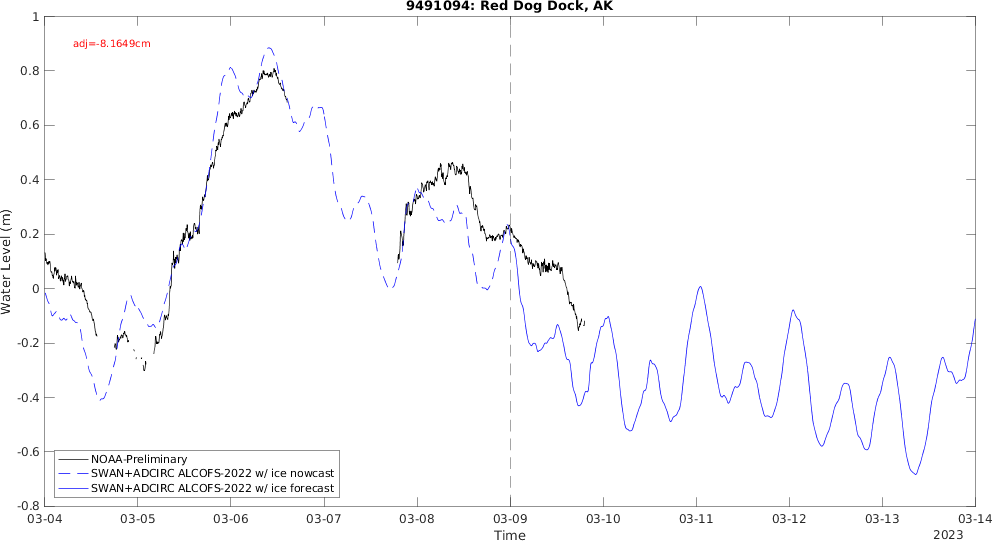 9491094: Red Dog Dock, AK
adj=-8.1649cm
Water Level (m)
1
0.8
0.6
0.4
0.2
0
-0.2
-0.4
-0.6
-0.8
NOAA-Preliminary
SWAN+ADCIRC ALCOFS-2022 w/ ice nowcast
SWAN+ADCIRC ALCOFS-2022 w/ ice forecast
03-04 03-05 03-06 03-07 03-08 03-09 03-10 03-11 03-12 03-13 03-14
Time
2023